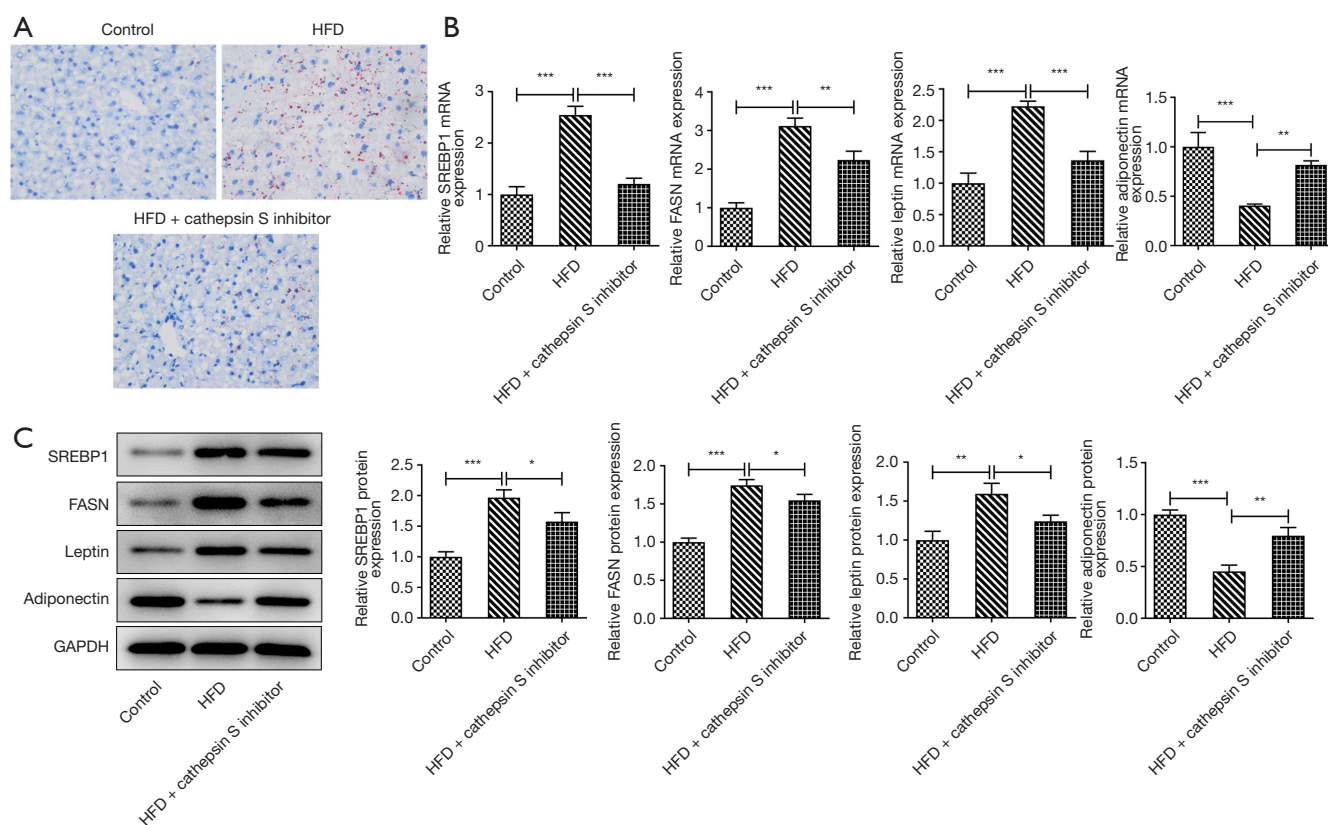 A
Control
HFD
HFD + cathepsin S inhibitor
B
Relative SREBP1 mRNA
expression
3
2
1
0
***
***
Control
HFD
HFD + cathepsin S inhibitor
Relative FASN mRNA expression
4
3
2
1
0
***
**
Control
HFD
HFD + cathepsin S inhibitor
Relative leptin mRNA expression
2.5
2.0
1.5
1.0
0.5
0.0
***
***
Control
HFD
HFD + cathepsin S inhibitor
Relative adiponectin mRNA
expression
1.5
1.0
0.5
0.0
***
**
Control
HFD
HFD + cathepsin S inhibitor
C
SREBP1
FASN
Leptin
Adiponectin
GAPDH
Control
HFD
HFD + cathepsin S inhibitor
Relative SREBP1 protein
expression
2.5
2.0
1.5
1.0
0.5
0.0
***
*
Control
HFD
HFD + cathepsin S inhibitor
Relative FASN protein expression
2.0
1.5
1.0
0.5
0.0
***
*
Control
HFD
HFD + cathepsin S inhibitor
Relative leptin protein expression
2.0
1.5
1.0
0.5
0.0
**
*
Control
HFD
HFD + cathepsin S inhibitor
Relative adiponectin protein
expression
1.5
1.0
0.5
0.0
***
**
Control
HFD
HFD + cathepsin S inhibitor